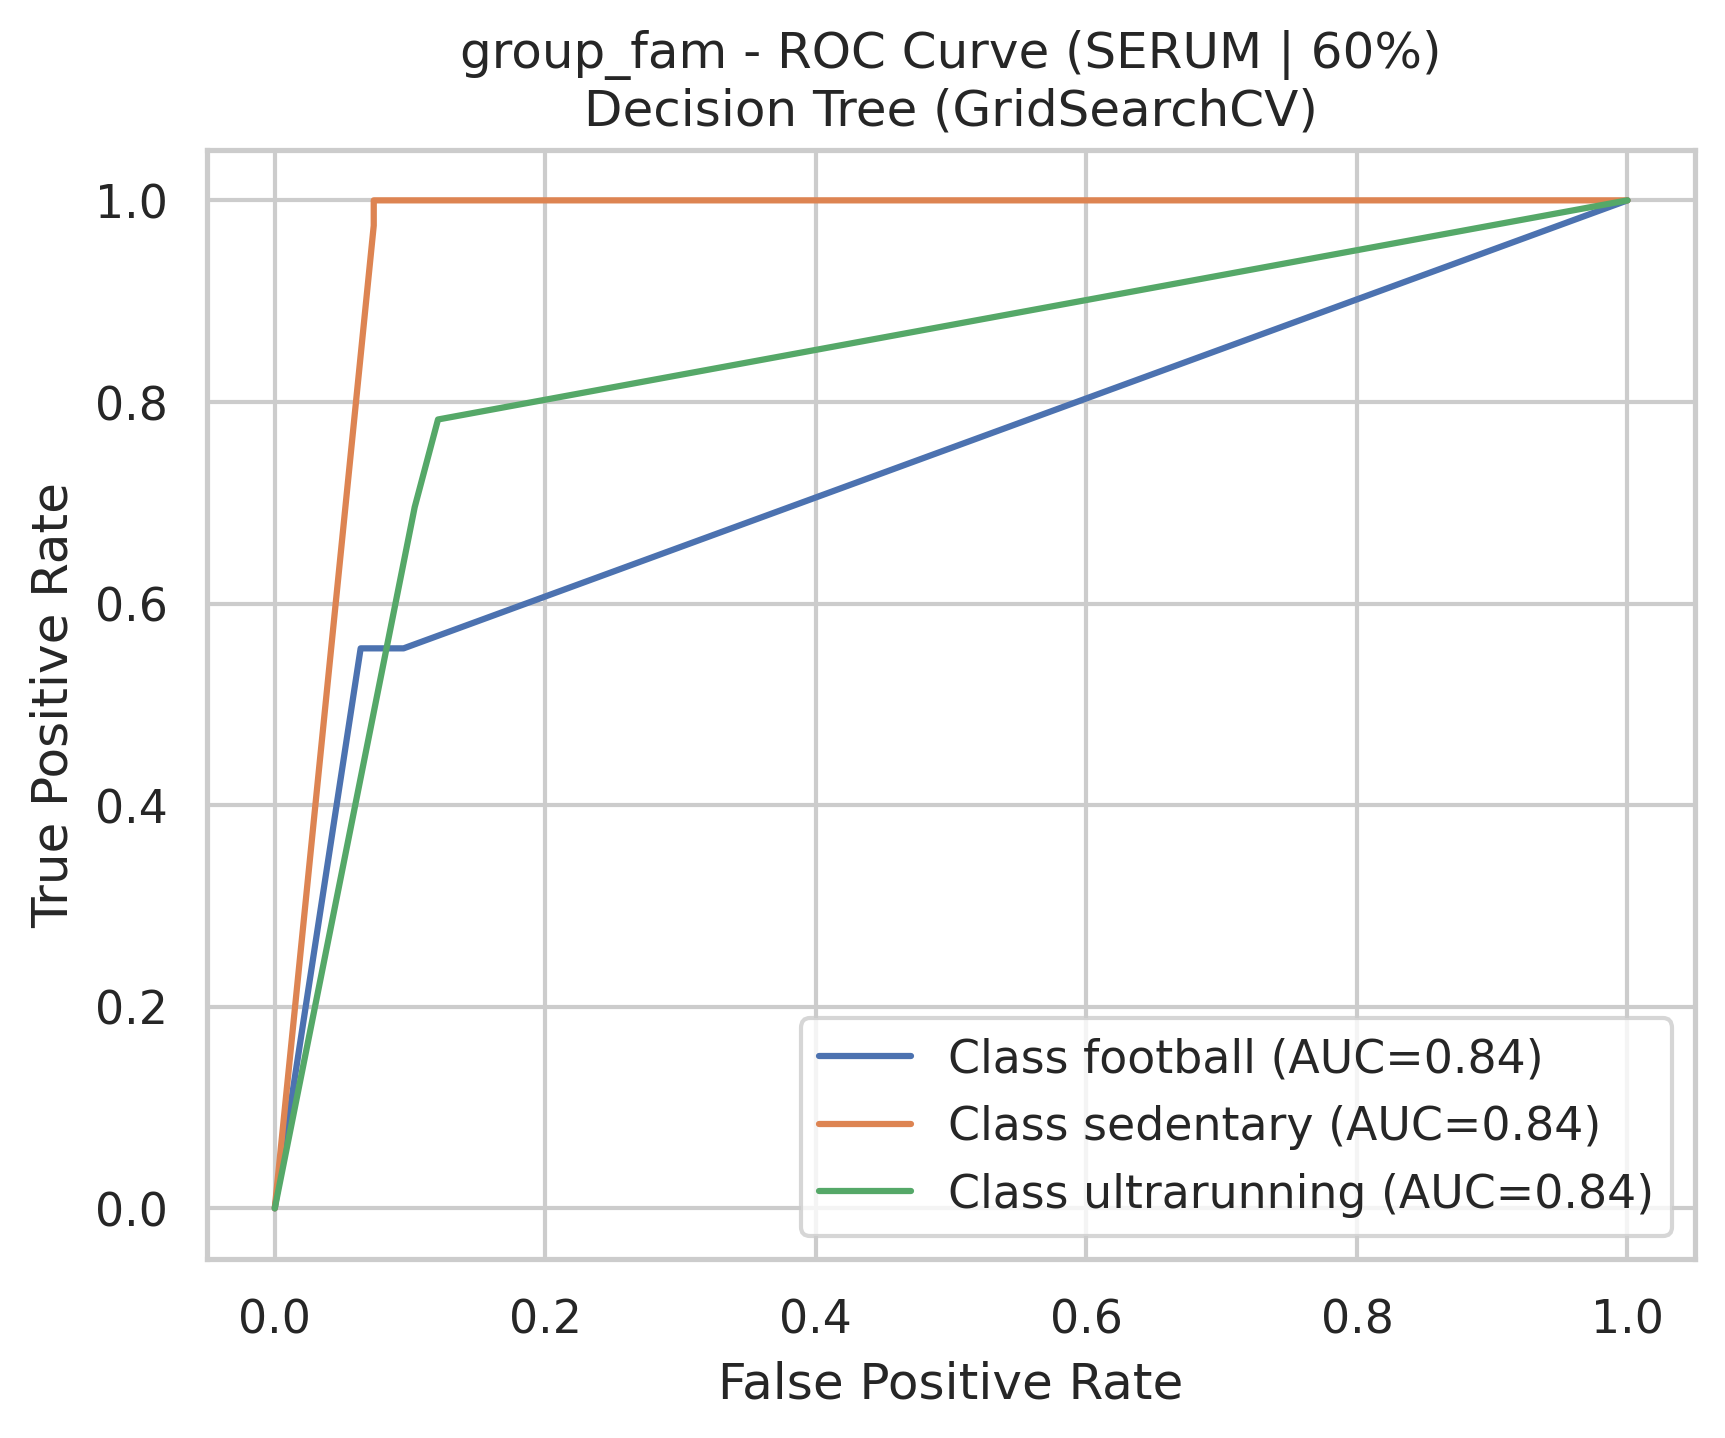 group_fam - ROC Curve (SERUM | 60%)
Decision Tree (GridSearchCV)
True Positive Rate
1.0
0.8
0.6
0.4
0.2
0.0
Class football (AUC=0.84)
Class sedentary (AUC=0.84)
Class ultrarunning (AUC=0.84)
0.0 0.2 0.4 0.6 0.8 1.0
False Positive Rate